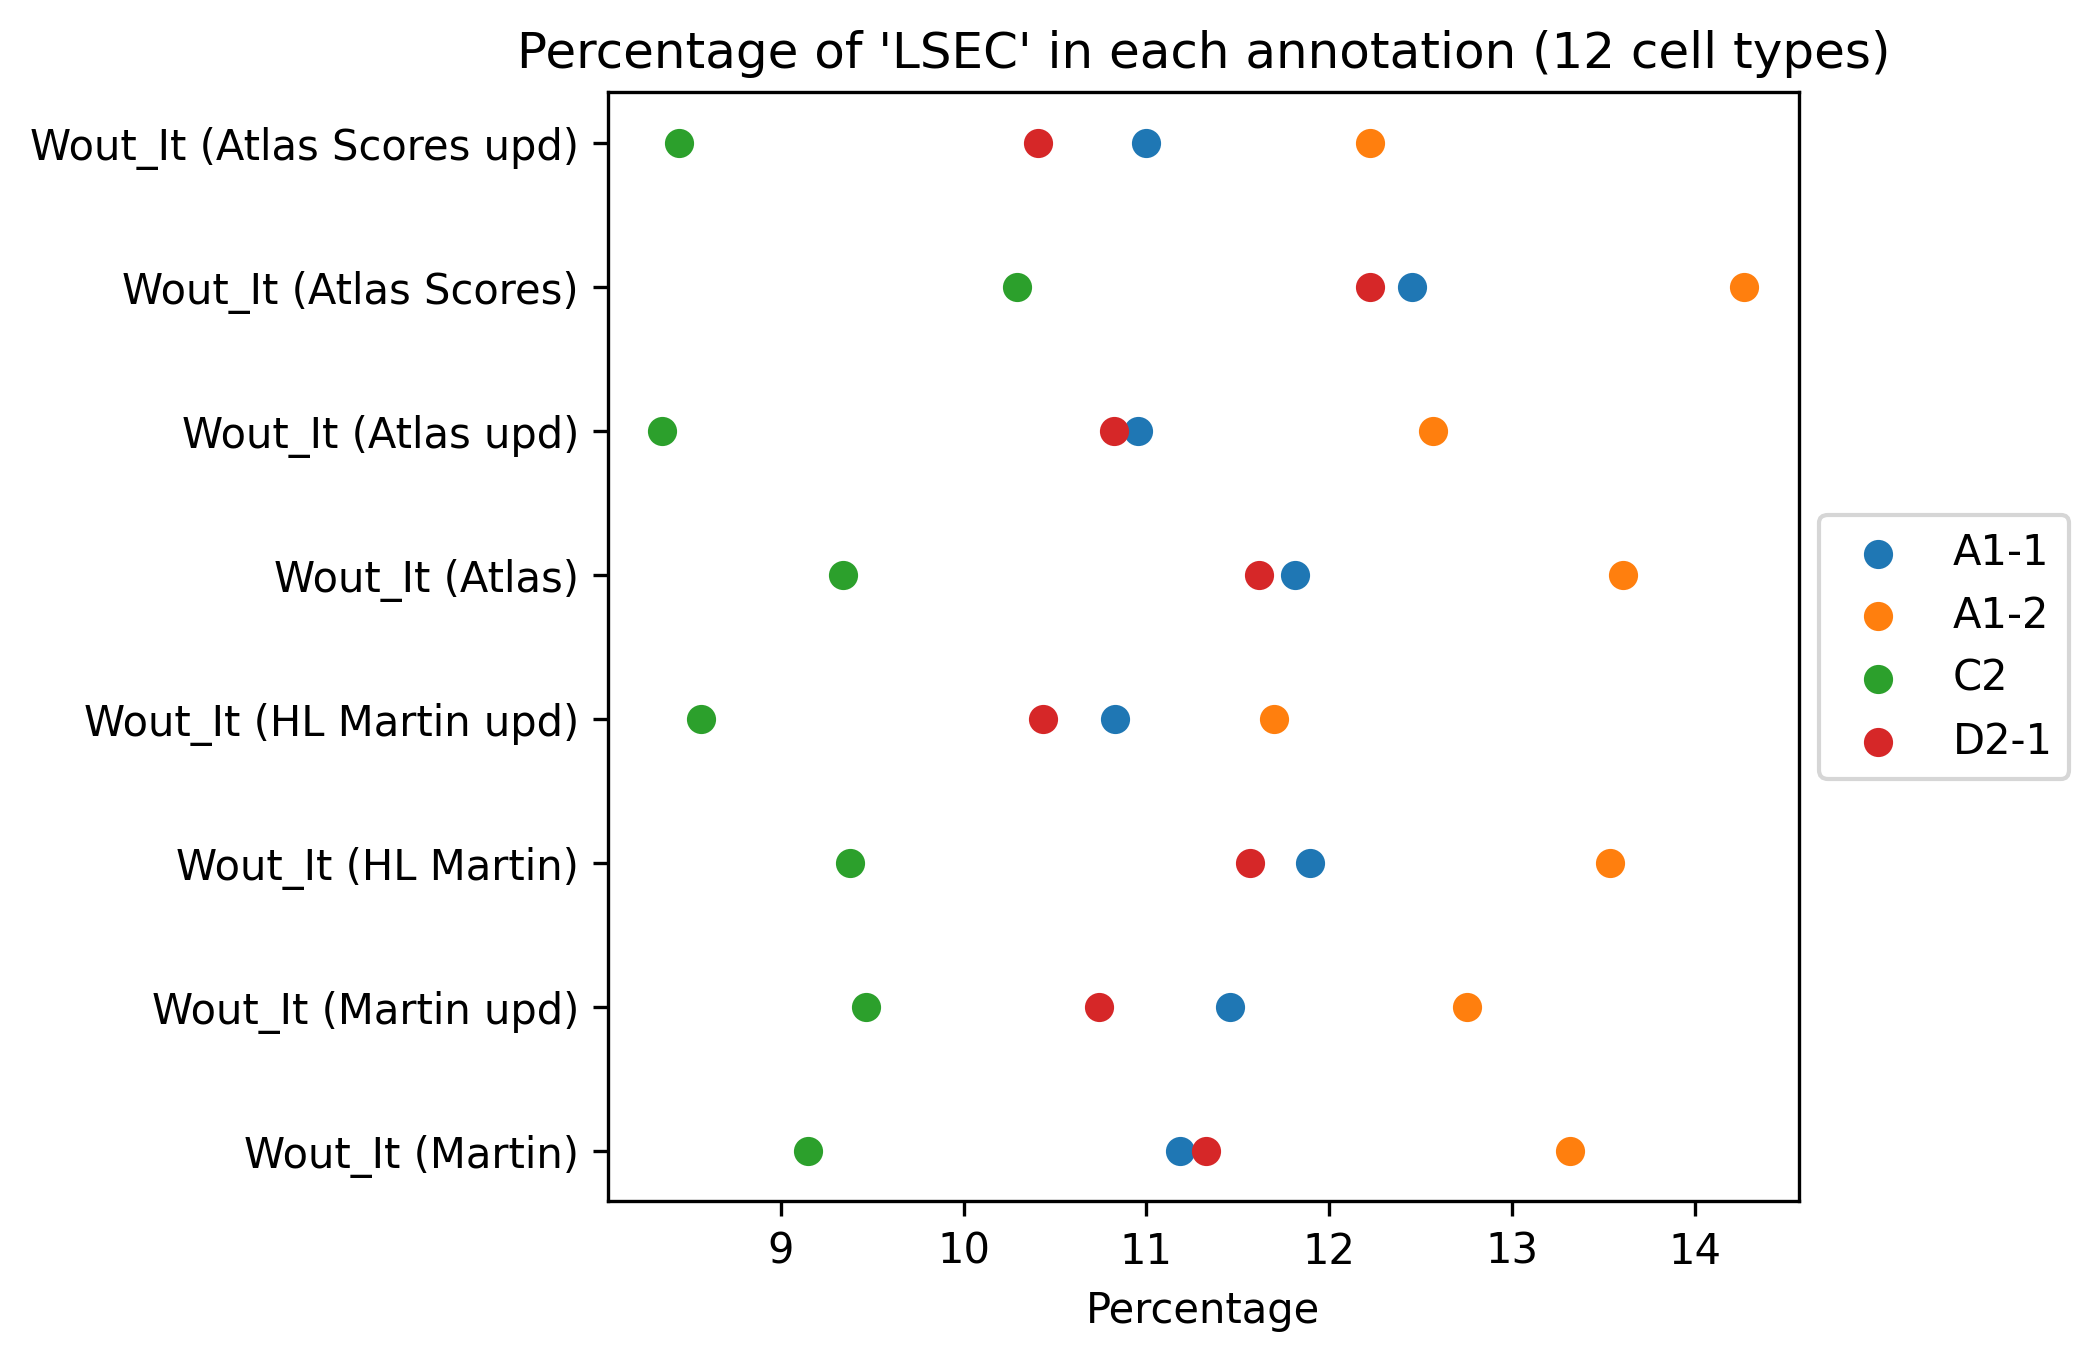 Percentage of 'LSEC' in each annotation (12 cell types)
Wout_It (Atlas Scores upd)
Wout_It (Atlas Scores)
Wout_It (Atlas upd)
Wout_It (Atlas)
Wout_It (HL Martin upd)
Wout_It (HL Martin)
Wout_It (Martin upd)
Wout_It (Martin)
9 10 11 12 13 14
Percentage
A1-1
A1-2
C2
D2-1